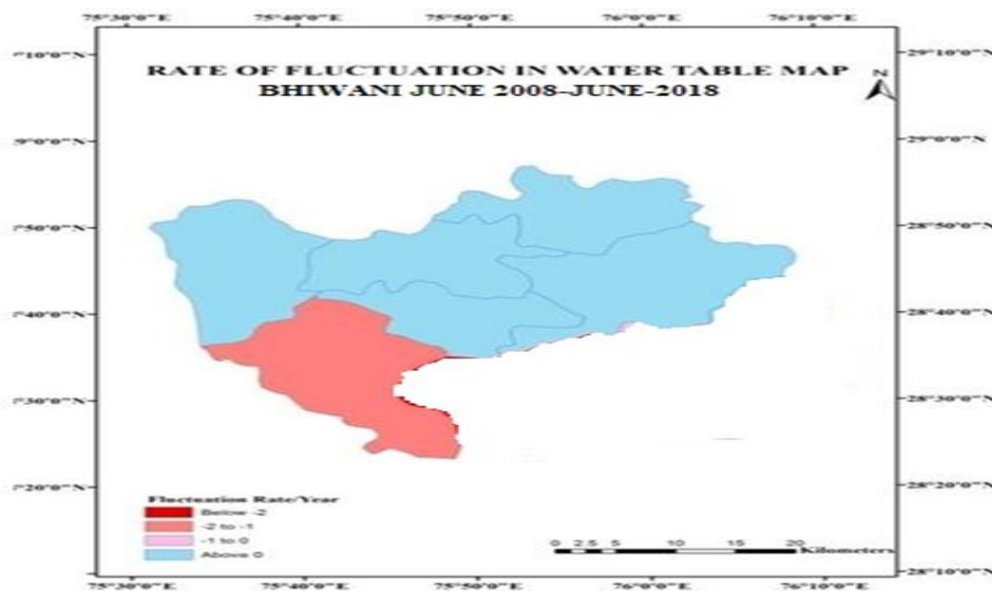 75°30'0"E 75°40'0"E 75°50'0"E 76°0'0"E 76°10'0"E
RATE OF FLUCTUATION IN WATER TABLE MAP
BHIWANI JUNE 2008-JUNE-2018
N
29°10'0"N
29°0'0"N
28°50'0"N
28°40'0"N
28°30'0"N
28°20'0"N
28°10'0"N
Fluctuation Rate/Year
Below -2
-2 to -1
-1 to 0
Above 0
0 2.5 5 10 15 20
Kilometers
75°30'0"E 75°40'0"E 75°50'0"E 76°0'0"E 76°10'0"E